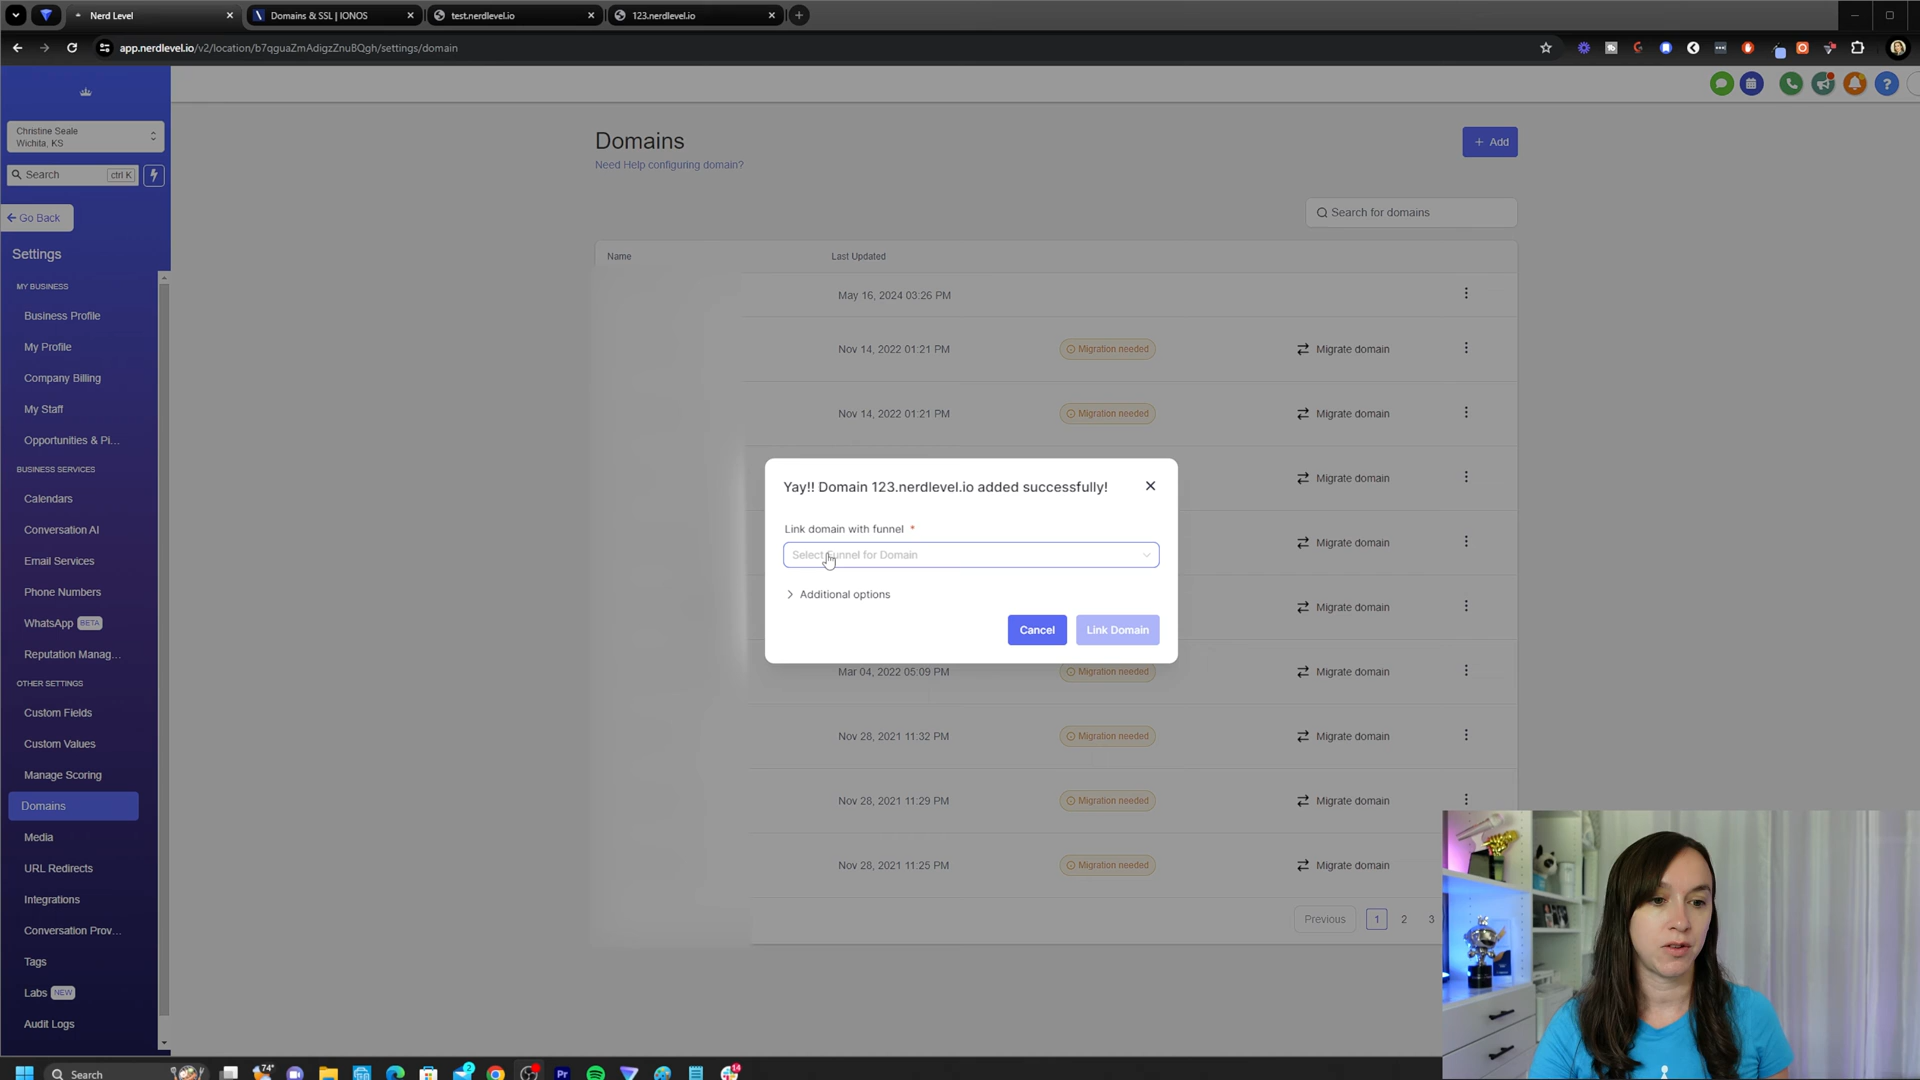 Nerd Level
Domains & SSL | IONOS
test.nerdlevel.io
123.nerdlevel.io
app.nerdlevel.io/v2/location/b7qguaZmAdigzZnuBQgh/settings/domain
Christine Seale
Wichita, KS
Search
ctrl K
Go Back
Settings
MY BUSINESS
Business Profile
My Profile
Company Billing
My Staff
Opportunities & Pi...
BUSINESS SERVICES
Calendars
Conversation AI
Email Services
Phone Numbers
WhatsApp BETA
Reputation Manag...
OTHER SETTINGS
Custom Fields
Custom Values
Manage Scoring
Domains
Media
URL Redirects
Integrations
Conversation Prov...
Tags
Labs NEW
Audit Logs
Domains
Need Help configuring domain?
+ Add
Search for domains
Name Last Updated
May 16, 2024 03:26 PM
Nov 14, 2022 01:21 PM Migration needed Migrate domain
Nov 14, 2022 01:21 PM Migration needed Migrate domain
Migrate domain
Migrate domain
Migrate domain
Mar 04, 2022 05:09 PM Migration needed Migrate domain
Nov 28, 2021 11:32 PM Migration needed Migrate domain
Nov 28, 2021 11:29 PM Migration needed Migrate domain
Nov 28, 2021 11:25 PM Migration needed Migrate domain
Previous 1 2 3
Yay!! Domain 123.nerdlevel.io added successfully!
Link domain with funnel *
Select Funnel for Domain
Additional options
Cancel
Link Domain
Search
74°
2
Pr
14